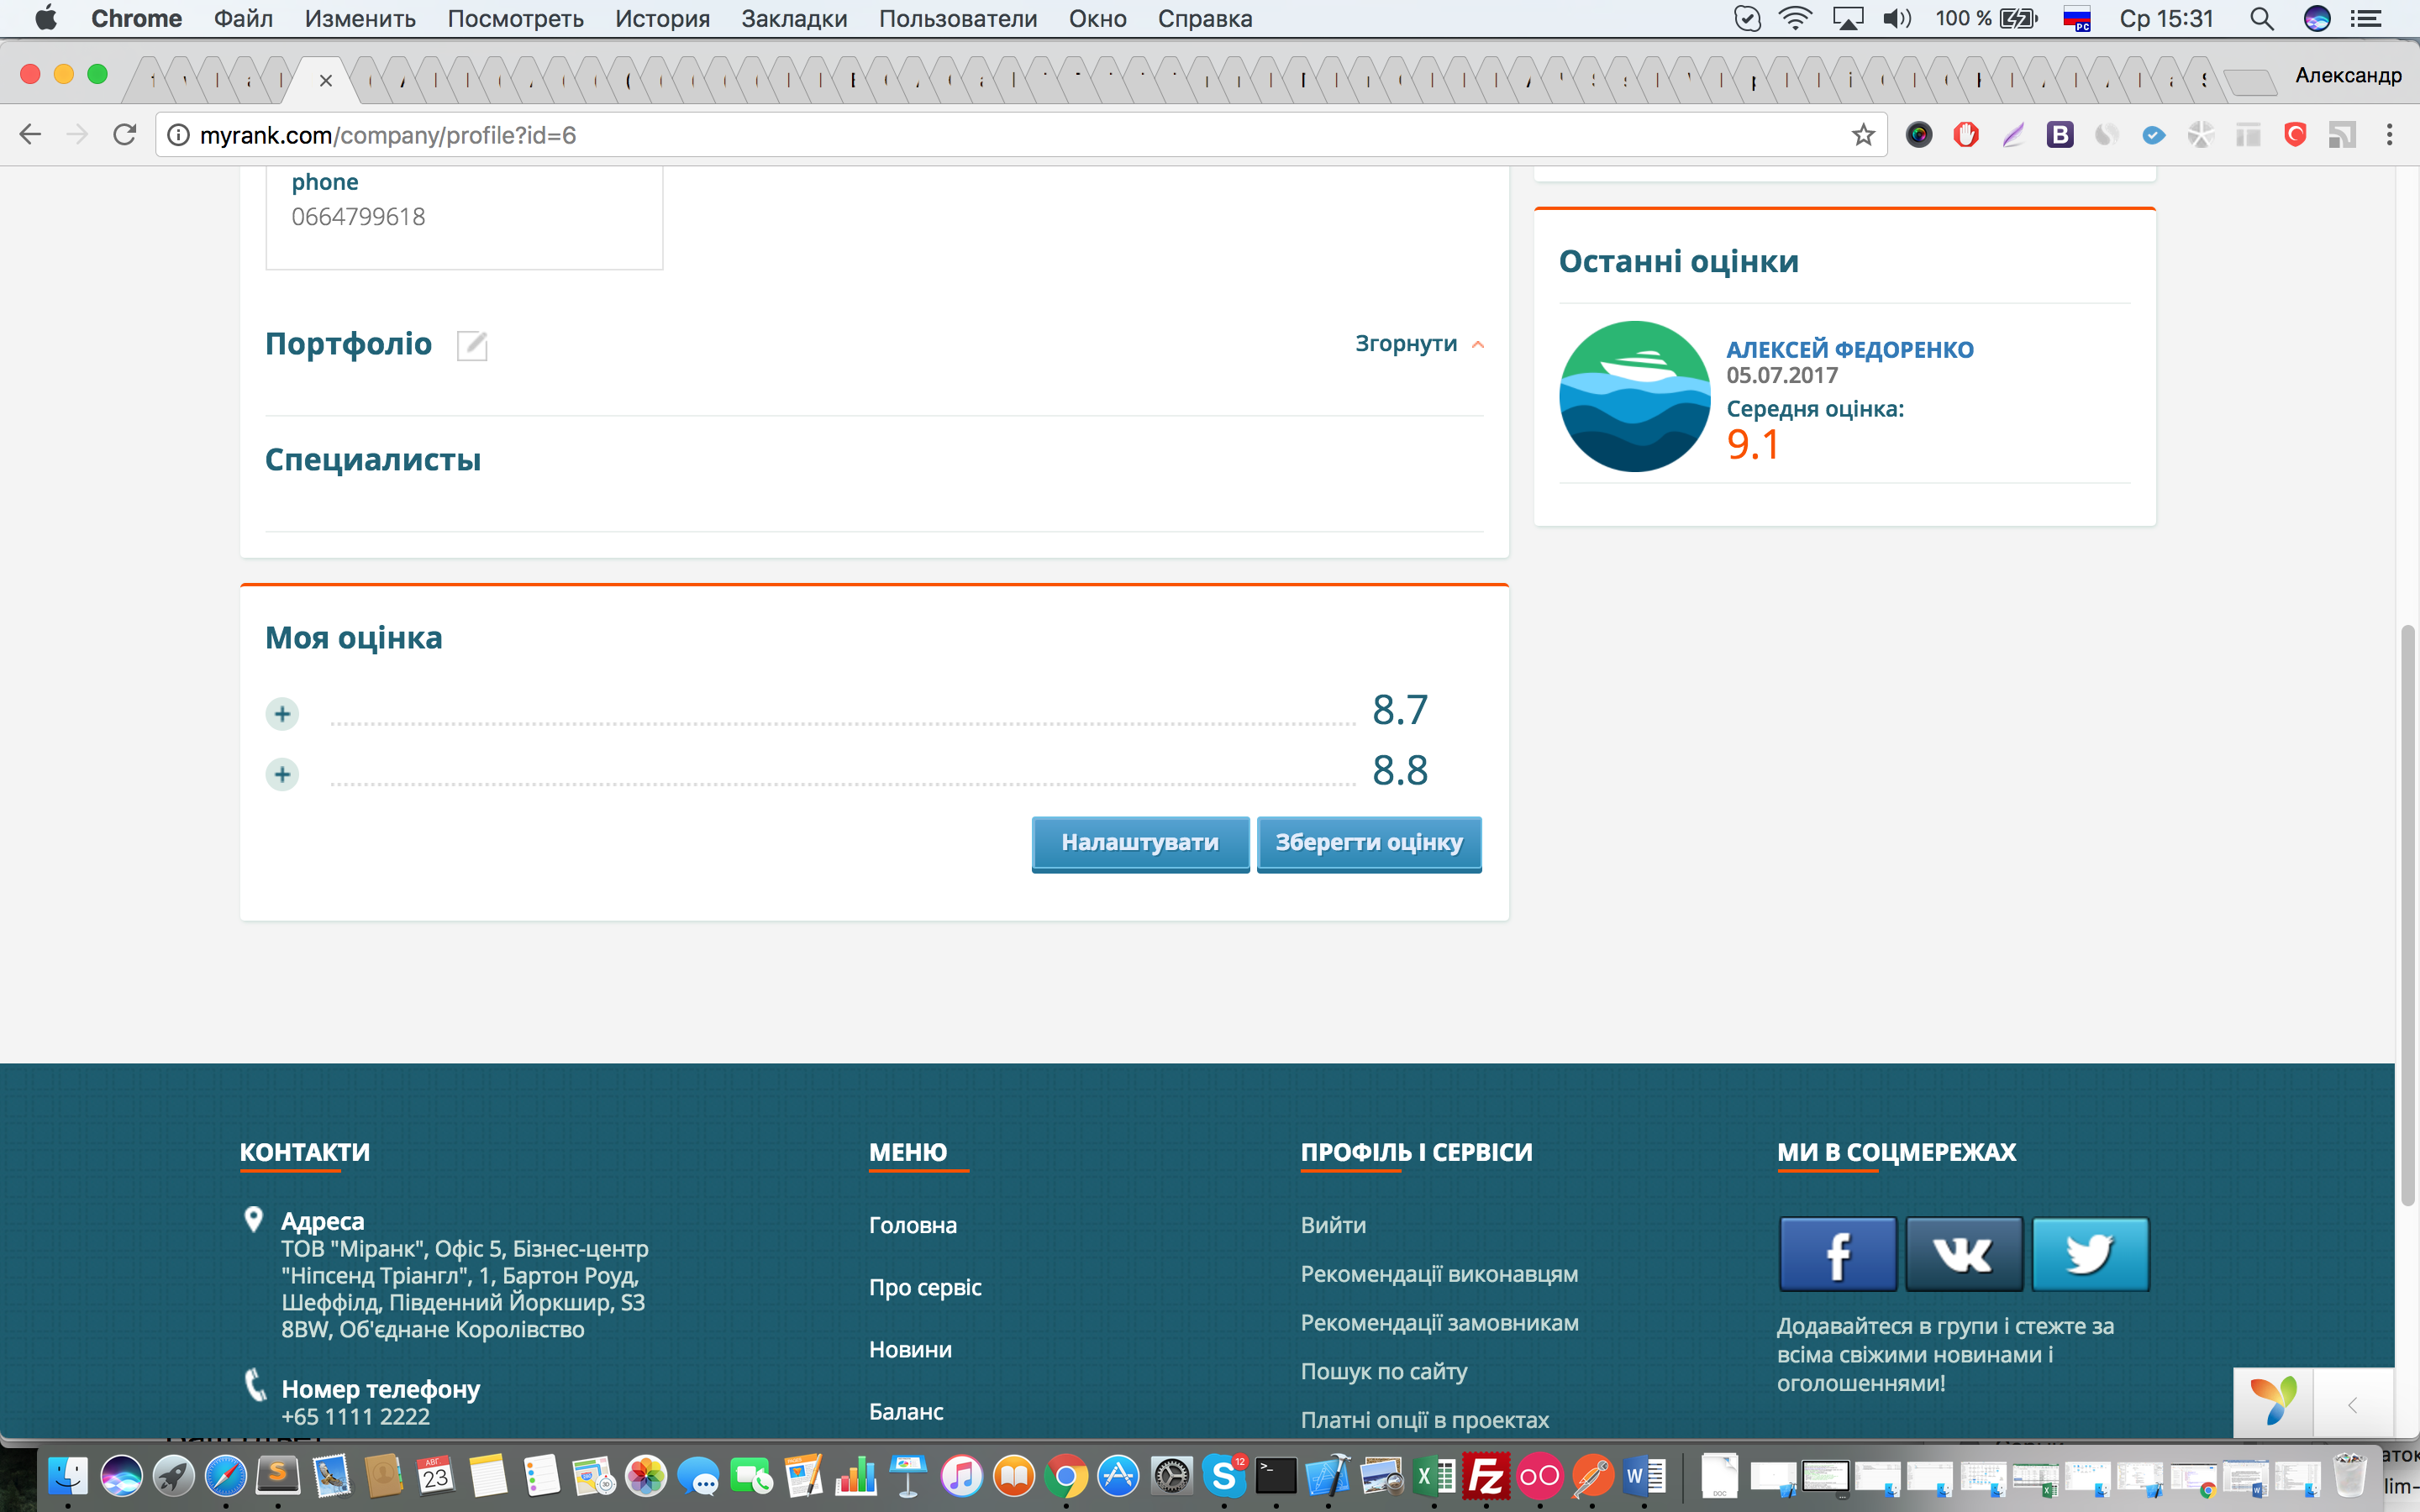 Chrome Файл Изменить Посмотреть История Закладки Пользователи Окно Справка 100 % РС Ср 15:31
Александр
myrank.com/company/profile?id=6
phone
0664799618
Портфоліо Згорнути
Специалисты
Останні оцінки
АЛЕКСЕЙ ФЕДОРЕНКО
05.07.2017
Середня оцінка:
9.1
Моя оцінка
8.7
8.8
Налаштувати Зберегти оцінку
КОНТАКТИ
Адреса
ТОВ "Міранк", Офіс 5, Бізнес-центр
"Ніпсенд Тріангл", 1, Бартон Роуд,
Шеффілд, Південний Йоркшир, S3
8BW, Об'єднане Королівство
Номер телефону
+65 1111 2222
МЕНЮ
Головна
Про сервіс
Новини
Баланс
ПРОФІЛЬ І СЕРВІСИ
Вийти
Рекомендації виконавцям
Рекомендації замовникам
Пошук по сайту
Платні опції в проектах
МИ В СОЦМЕРЕЖАХ
Додавайтеся в групи і стежте за
всіма свіжими новинами і
оголошеннями!
АВГ.
23
12
DOC